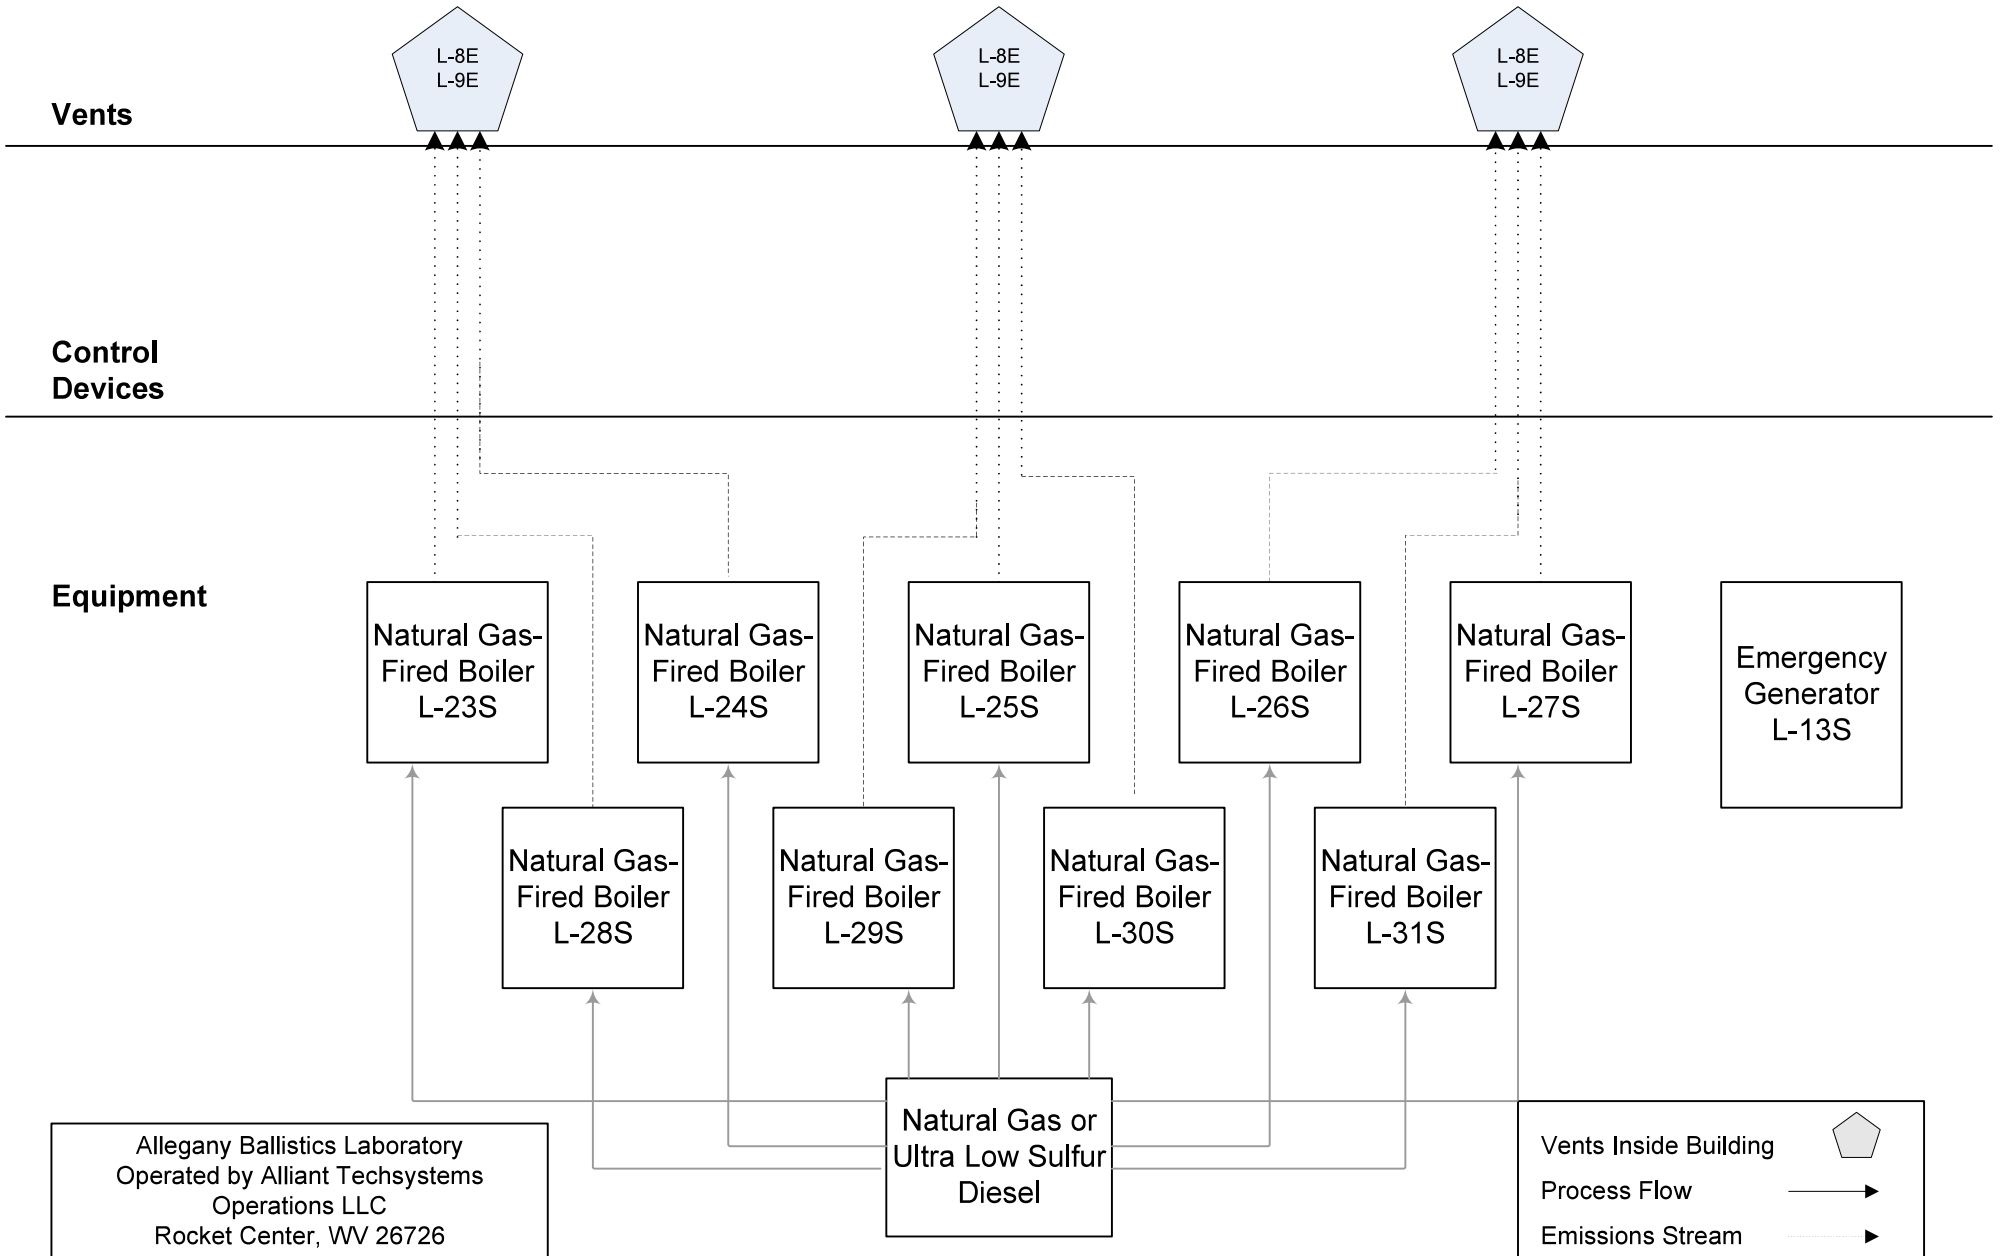 L-8E
L-9E
L-8E
L-9E
L-8E
L-9E
Vents
Control
Devices
Equipment
Natural Gas-
Fired Boiler
L-23S
Natural Gas-
Fired Boiler
L-24S
Natural Gas-
Fired Boiler
L-25S
Natural Gas-
Fired Boiler
L-26S
Natural Gas-
Fired Boiler
L-27S
Emergency
Generator
L-13S
Natural Gas-
Fired Boiler
L-28S
Natural Gas-
Fired Boiler
L-29S
Natural Gas-
Fired Boiler
L-30S
Natural Gas-
Fired Boiler
L-31S
Natural Gas or
Ultra Low Sulfur
Diesel
Allegany Ballistics Laboratory
Operated by Alliant Techsystems
Operations LLC
Rocket Center, WV 26726
Vents Inside Building
Process Flow
Emissions Stream